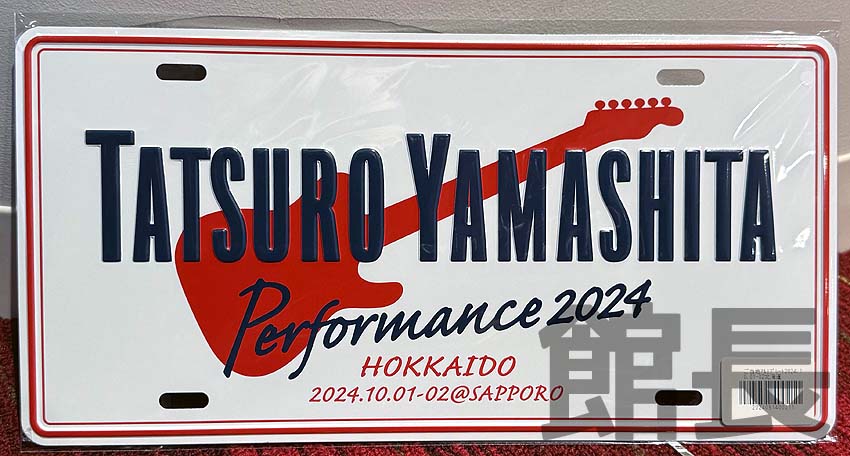 TATSURO YAMASHITA
Performance 2024
HOKKAIDO
2024.10.01-02@SAPPORO
館長